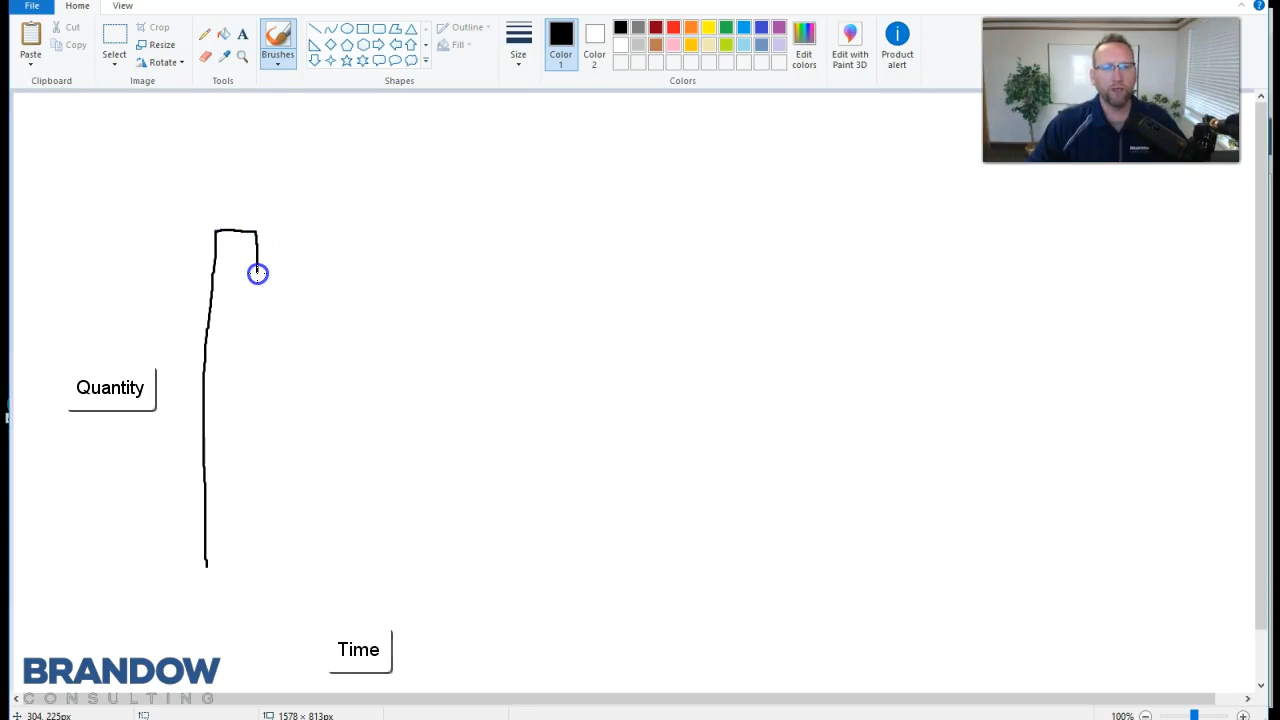 File Home View
Paste
Cut
Copy
Clipboard
Select
Crop
Resize
Rotate
Image
A
Tools
Brushes
Outline
Fill
Shapes
Size
Color
1
Color
2
Edit
colors
Colors
Edit with
Paint 3D
Product
alert
Quantity
Time
BRANDOW
CONSULTING
304, 225px
1578 × 813px
100%